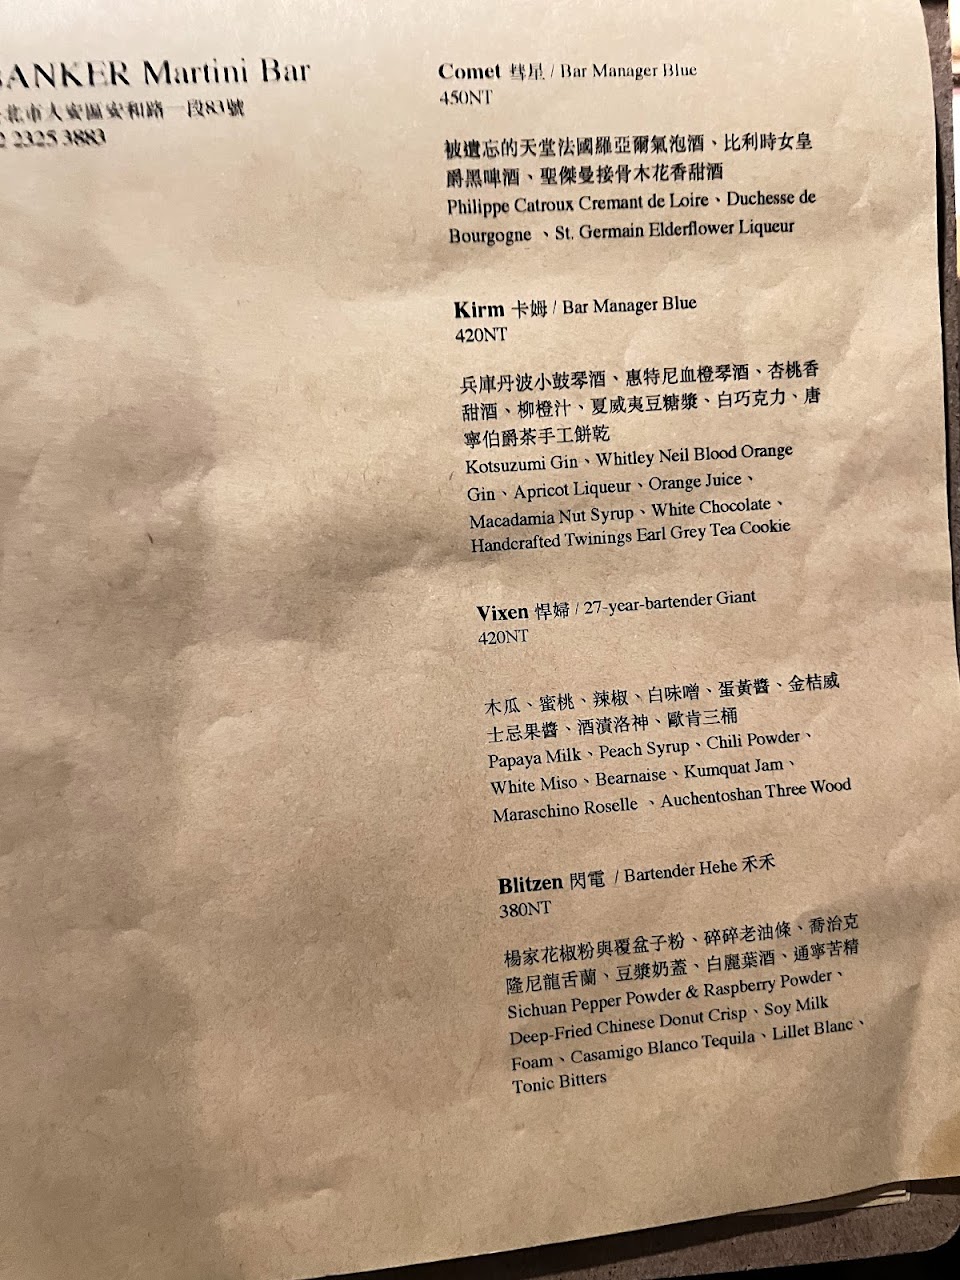 BANKER Martini Bar
北市大安區安和路一段83號
2 2325 3883
Comet 彗星 / Bar Manager Blue
450NT
被遺忘的天堂法國羅亞爾氣泡酒、比利時女皇
爵黑啤酒、聖傑曼接骨木花香甜酒
Philippe Catroux Cremant de Loire、Duchesse de
Bourgogne 、St. Germain Elderflower Liqueur
Kirm 卡姆 / Bar Manager Blue
420NT
兵庫丹波小鼓琴酒、惠特尼血橙琴酒、杏桃香
甜酒、柳橙汁、夏威夷豆糖漿、白巧克力、唐
寧伯爵茶手工餅乾
Kotsuzumi Gin、Whitley Neil Blood Orange
Gin、Apricot Liqueur、Orange Juice、
Macadamia Nut Syrup、White Chocolate、
Handcrafted Twinings Earl Grey Tea Cookie
Vixen 悍婦 / 27-year-bartender Giant
420NT
木瓜、蜜桃、辣椒、白味噌、蛋黃醬、金桔威
士忌果醬、酒漬洛神、歐肯三桶
Papaya Milk、Peach Syrup、Chili Powder、
White Miso、Bearnaise、Kumquat Jam、
Maraschino Roselle 、Auchentoshan Three Wood
Blitzen 閃電 / Bartender Hehe 禾禾
380NT
楊家花椒粉與覆盆子粉、碎碎老油條、喬治克
隆尼龍舌蘭、豆漿奶蓋、白麗葉酒、通寧苦精
Sichuan Pepper Powder & Raspberry Powder、
Deep-Fried Chinese Donut Crisp、Soy Milk
Foam、Casamigo Blanco Tequila、Lillet Blanc、
Tonic Bitters